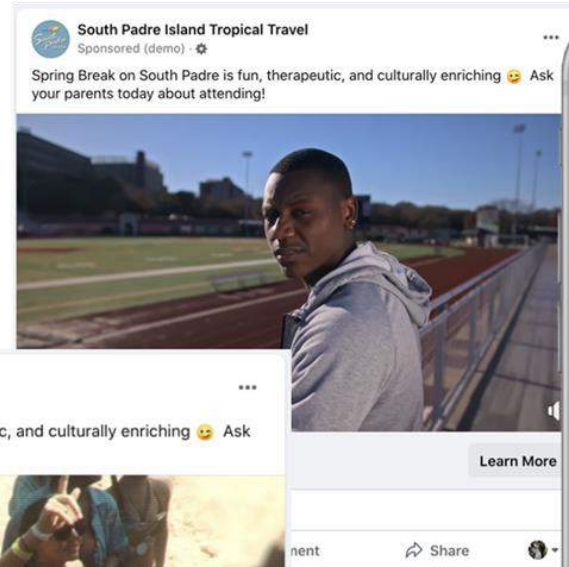 South Padre Island Tropical Travel
Sponsored (demo) ·
Spring Break on South Padre is fun, therapeutic, and culturally enriching 😜 Ask
your parents today about attending!
c, and culturally enriching 😜 Ask
Learn More
nent
Share